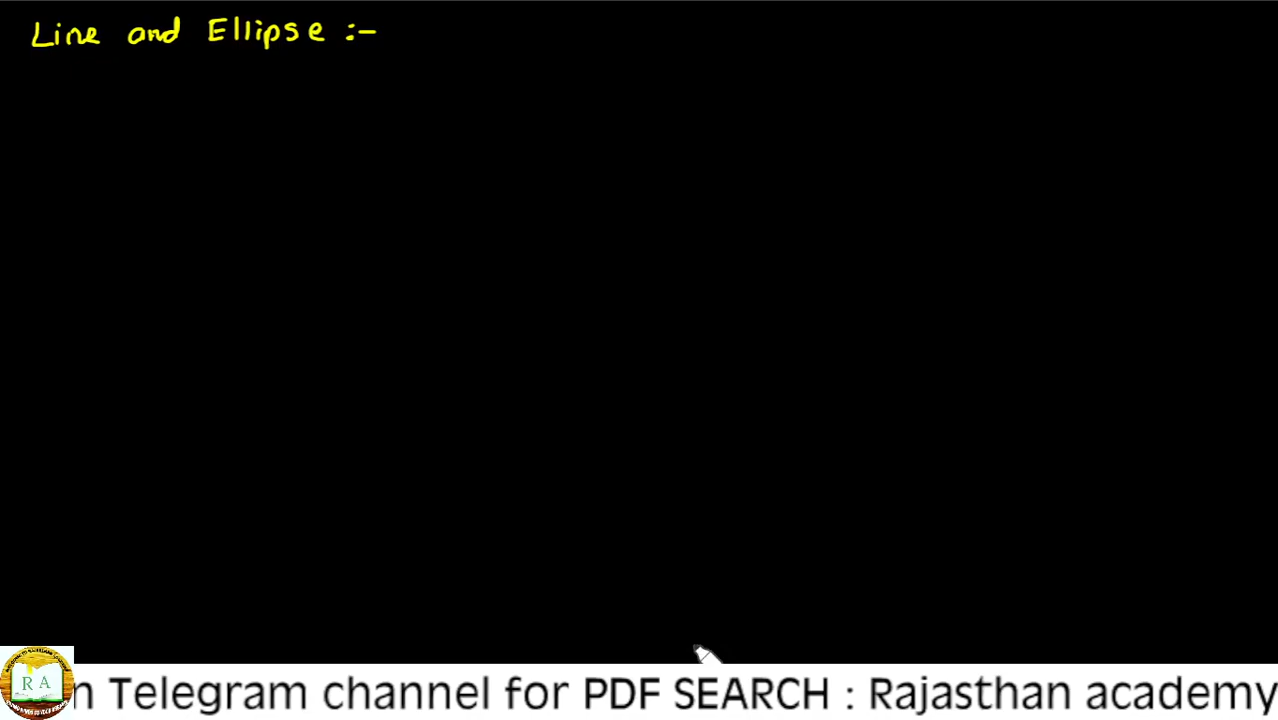 Line and Ellipse :-
n Telegram channel for PDF SEARCH : Rajasthan academy
R A